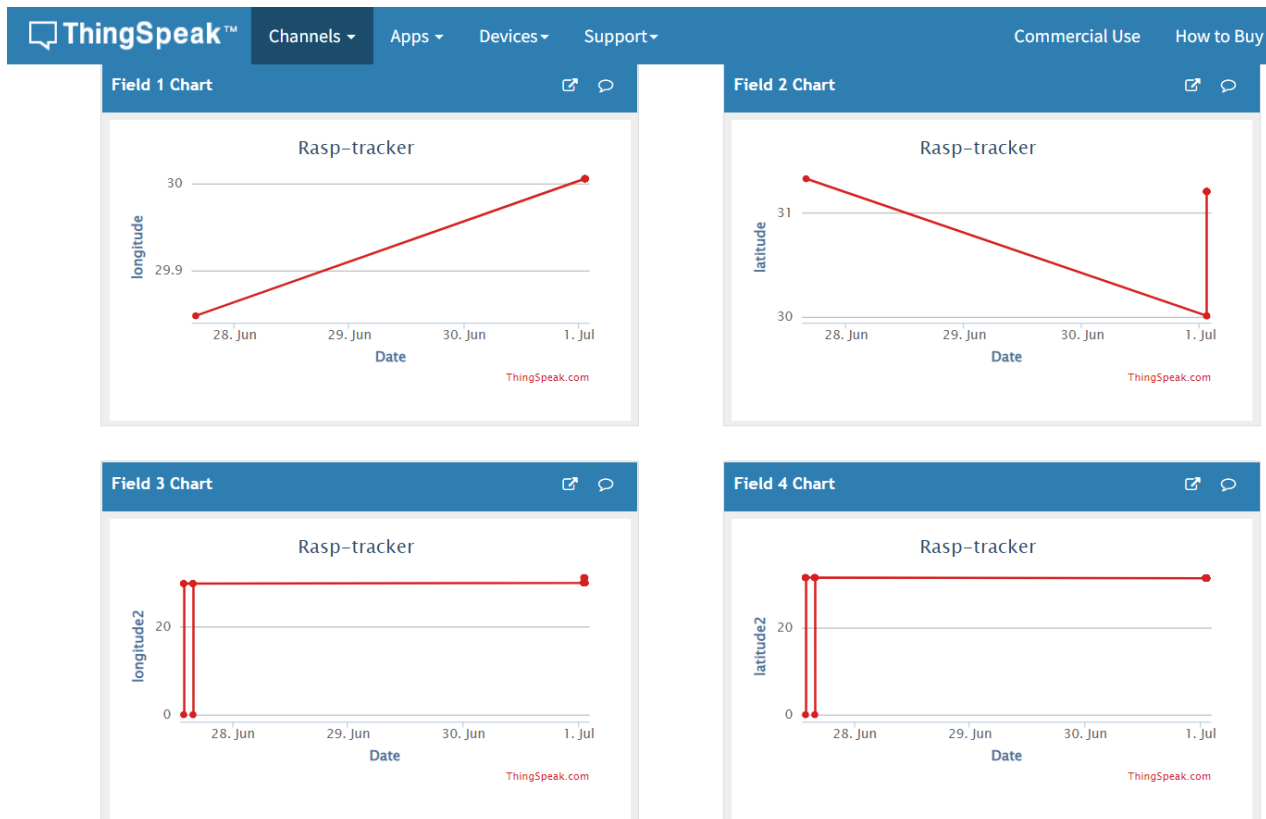 ThingSpeak™ Channels Apps Devices Support Commercial Use How to Buy
Field 1 Chart
Rasp-tracker
30
29.9
longitude
28. Jun 29. Jun 30. Jun 1. Jul
Date
ThingSpeak.com
Field 2 Chart
Rasp-tracker
31
30
latitude
28. Jun 29. Jun 30. Jun 1. Jul
Date
ThingSpeak.com
Field 3 Chart
Rasp-tracker
20
0
longitude2
28. Jun 29. Jun 30. Jun 1. Jul
Date
ThingSpeak.com
Field 4 Chart
Rasp-tracker
20
0
latitude2
28. Jun 29. Jun 30. Jun 1. Jul
Date
ThingSpeak.com